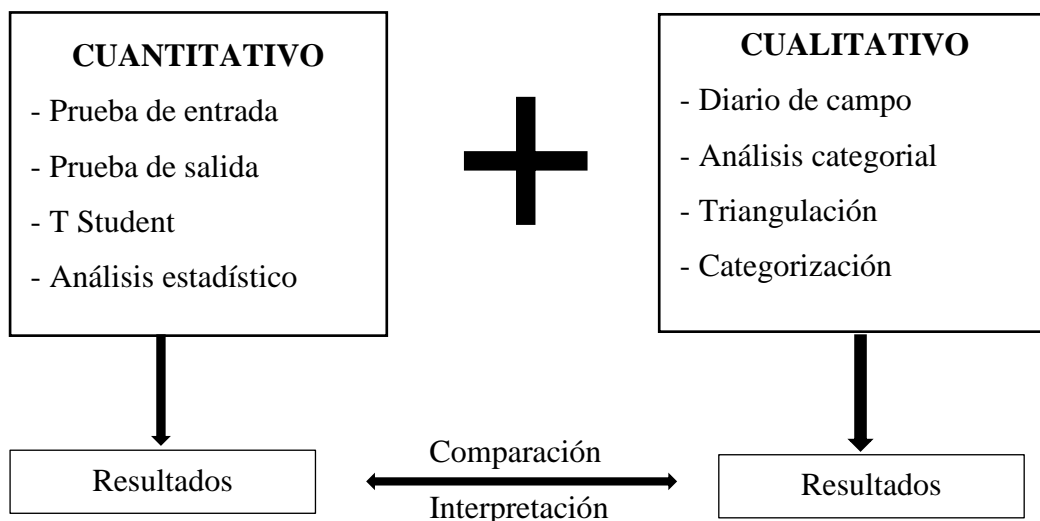 CUANTITATIVO
- Prueba de entrada
- Prueba de salida
- T Student
- Análisis estadístico
CUALITATIVO
- Diario de campo
- Análisis categorial
- Triangulación
- Categorización
Resultados
Comparación
Interpretación
Resultados